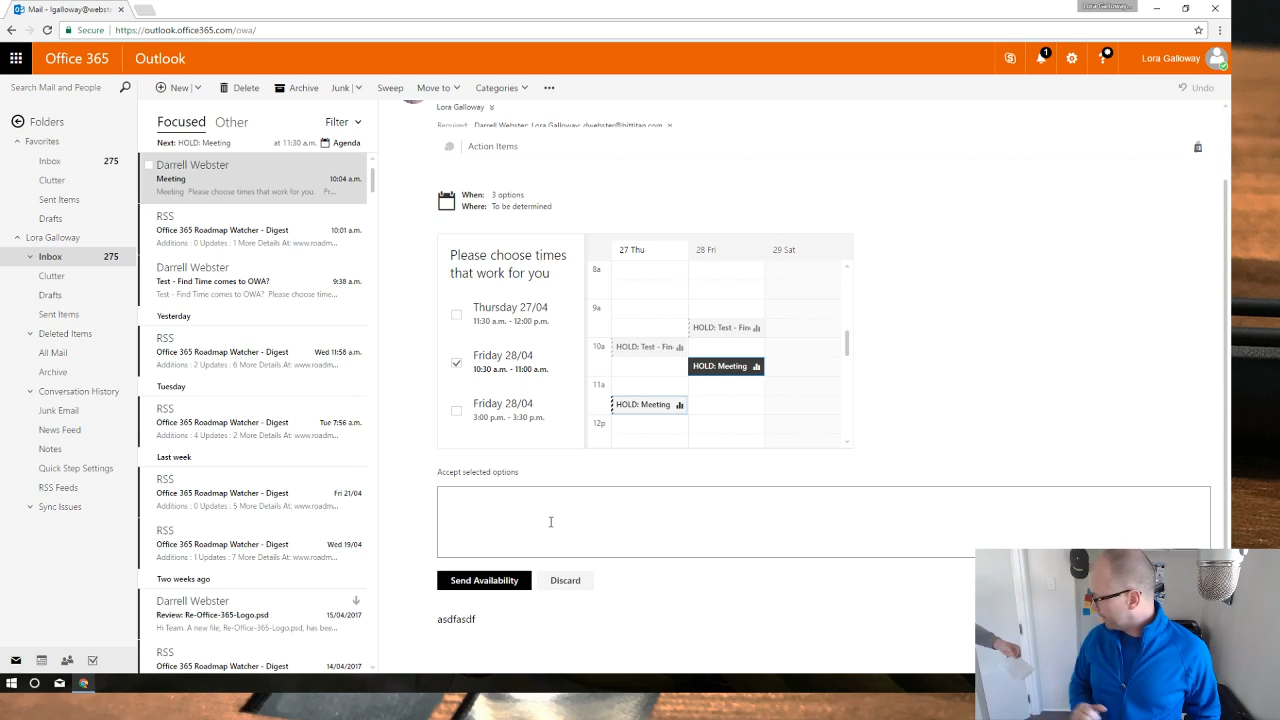 Mail - lgalloway@webst
Lora Galloway...
Secure
https://outlook.office365.com/owa/
Office 365
Outlook
1
Lora Galloway
Search Mail and People
New
Delete
Archive
Junk
Sweep
Move to
Categories
Undo
Folders
Favorites
Inbox 275
Clutter
Sent Items
Drafts
Lora Galloway
Inbox 275
Clutter
Drafts
Sent Items
Deleted Items
All Mail
Archive
Conversation History
Junk Email
News Feed
Notes
Quick Step Settings
RSS Feeds
Sync Issues
Focused Other Filter
Next: HOLD: Meeting at 11:30 a.m. Agenda
Darrell Webster
Meeting 10:04 a.m.
Meeting Please choose times that work for you. Pr...
RSS
Office 365 Roadmap Watcher - Digest 10:01 a.m.
Additions : 0 Updates : 1 More Details At: www.roadm...
Darrell Webster
Test - Find Time comes to OWA? 9:38 a.m.
Test - Find Time comes to OWA? Please choose time...
Yesterday
RSS
Office 365 Roadmap Watcher - Digest Wed 11:58 a.m.
Additions : 2 Updates : 6 More Details At: www.roadm...
Tuesday
RSS
Office 365 Roadmap Watcher - Digest Tue 7:56 a.m.
Additions : 4 Updates : 2 More Details At: www.roadm...
Last week
RSS
Office 365 Roadmap Watcher - Digest Fri 21/04
Additions : 0 Updates : 5 More Details At: www.roadm...
RSS
Office 365 Roadmap Watcher - Digest Wed 19/04
Additions : 1 Updates : 7 More Details At: www.roadm...
Two weeks ago
Darrell Webster
Review: Re-Office-365-Logo.psd 15/04/2017
Hi Team. A new file, Re-Office-365-Logo.psd, has bee...
RSS
Office 365 Roadmap Watcher - Digest 14/04/2017
Lora Galloway
Required: Darrell Webster; Lora Galloway; dwebster@bittitan.com
Action Items
When: 3 options
Where: To be determined
Please choose times
that work for you
Thursday 27/04
11:30 a.m. - 12:00 p.m.
Friday 28/04
10:30 a.m. - 11:00 a.m.
Friday 28/04
3:00 p.m. - 3:30 p.m.
27 Thu 28 Fri 29 Sat
8a
9a
HOLD: Test - Fin
10a HOLD: Test - Fin
HOLD: Meeting
11a
HOLD: Meeting
12p
Accept selected options
Send Availability Discard
asdfasdf